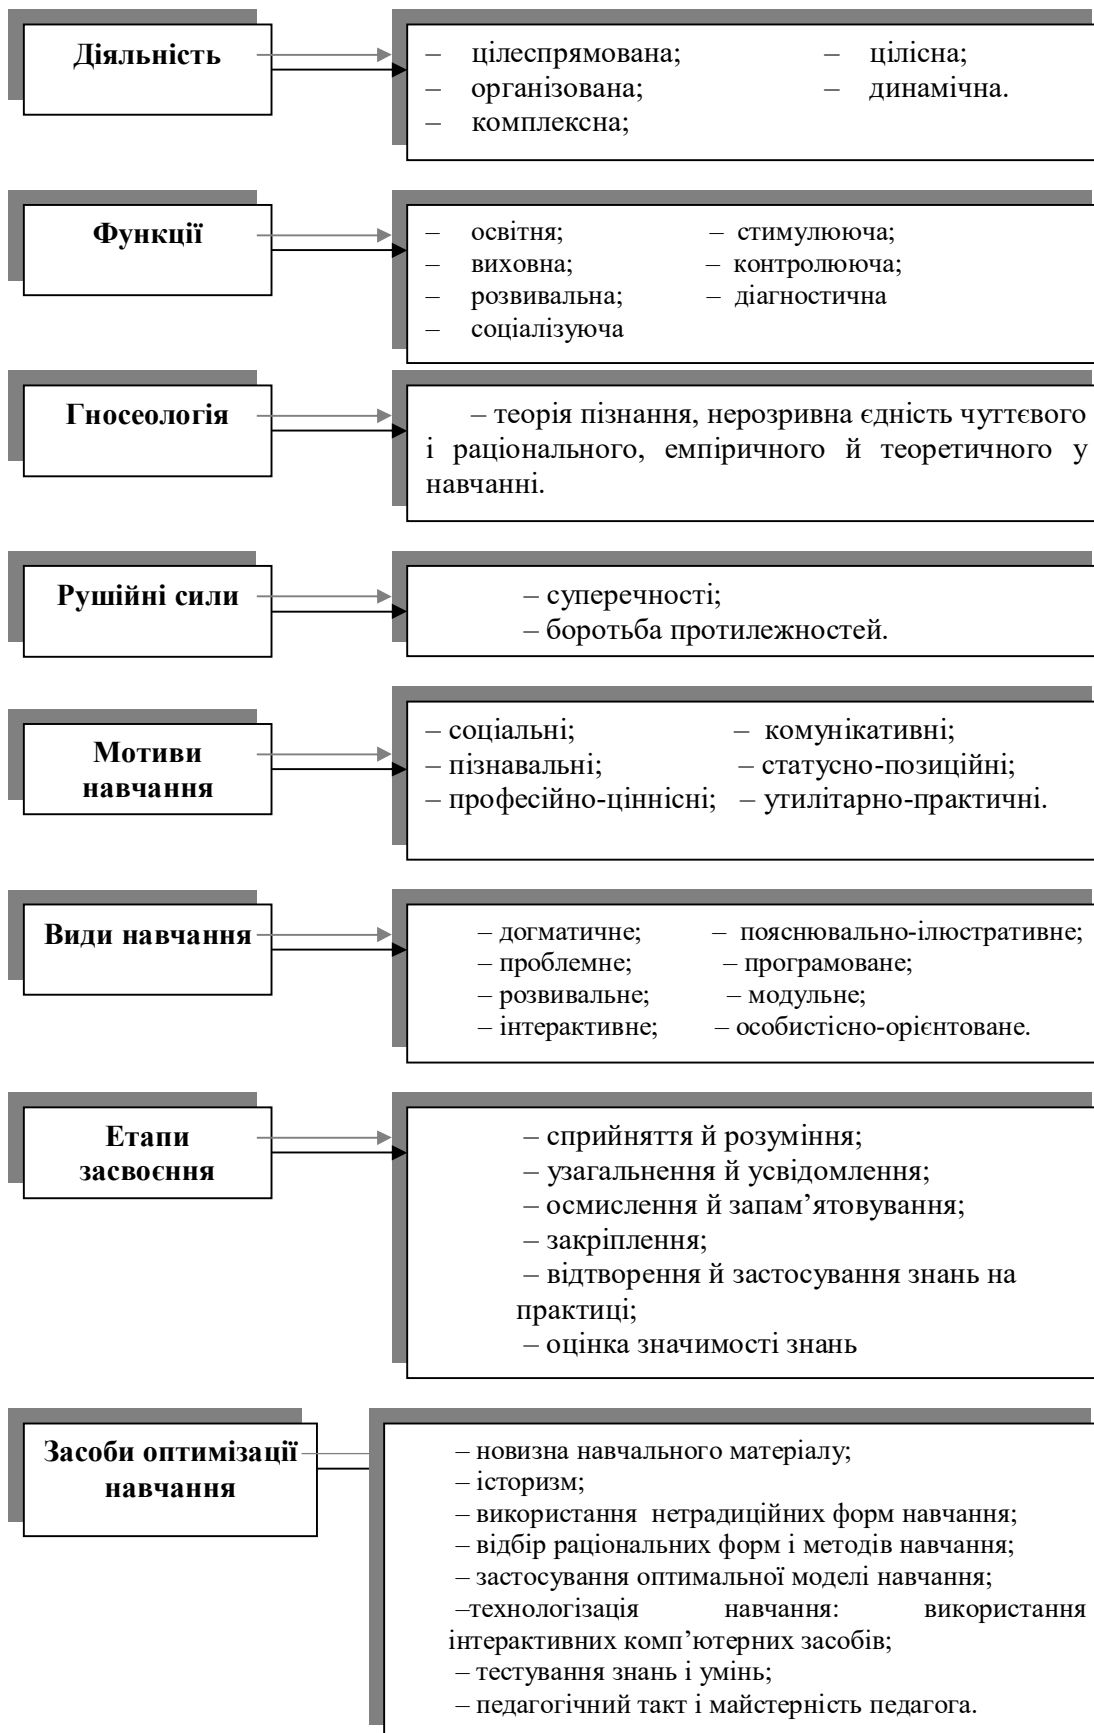 Діяльність
– цілеспрямована; – цілісна;
– організована; – динамічна.
– комплексна;
Функції
– освітня; – стимулююча;
– виховна; – контролююча;
– розвивальна; – діагностична
– соціалізуюча
Гносеологія
– теорія пізнання, нерозривна єдність чуттєвого
і раціонального, емпіричного й теоретичного у
навчанні.
Рушійні сили
– суперечності;
– боротьба протилежностей.
Мотиви
навчання
– соціальні; – комунікативні;
– пізнавальні; – статусно-позиційні;
– професійно-ціннісні; – утилітарно-практичні.
Види навчання
– догматичне; – пояснювально-ілюстративне;
– проблемне; – програмоване;
– розвивальне; – модульне;
– інтерактивне; – особистісно-орієнтоване.
Етапи
засвоєння
– сприйняття й розуміння;
– узагальнення й усвідомлення;
– осмислення й запам’ятовування;
– закріплення;
– відтворення й застосування знань на
практиці;
– оцінка значимості знань
Засоби оптимізації
навчання
– новизна навчального матеріалу;
– історизм;
– використання нетрадиційних форм навчання;
– відбір раціональних форм і методів навчання;
– застосування оптимальної моделі навчання;
–технологізація навчання: використання
інтерактивних комп’ютерних засобів;
– тестування знань і умінь;
– педагогічний такт і майстерність педагога.